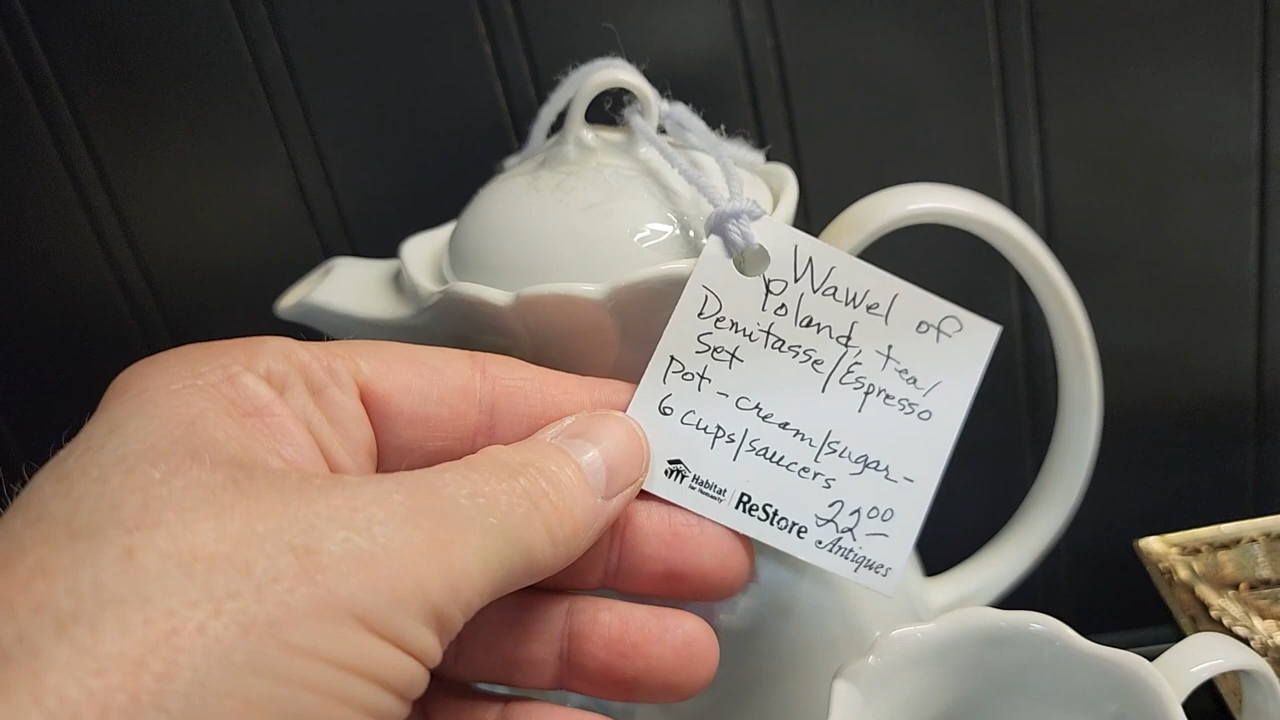 Wawel of
Poland, teal
Demitasse/Espresso
Set
Pot - cream/sugar -
6 cups/saucers
22.00
Habitat
for Humanity
ReStore
Antiques